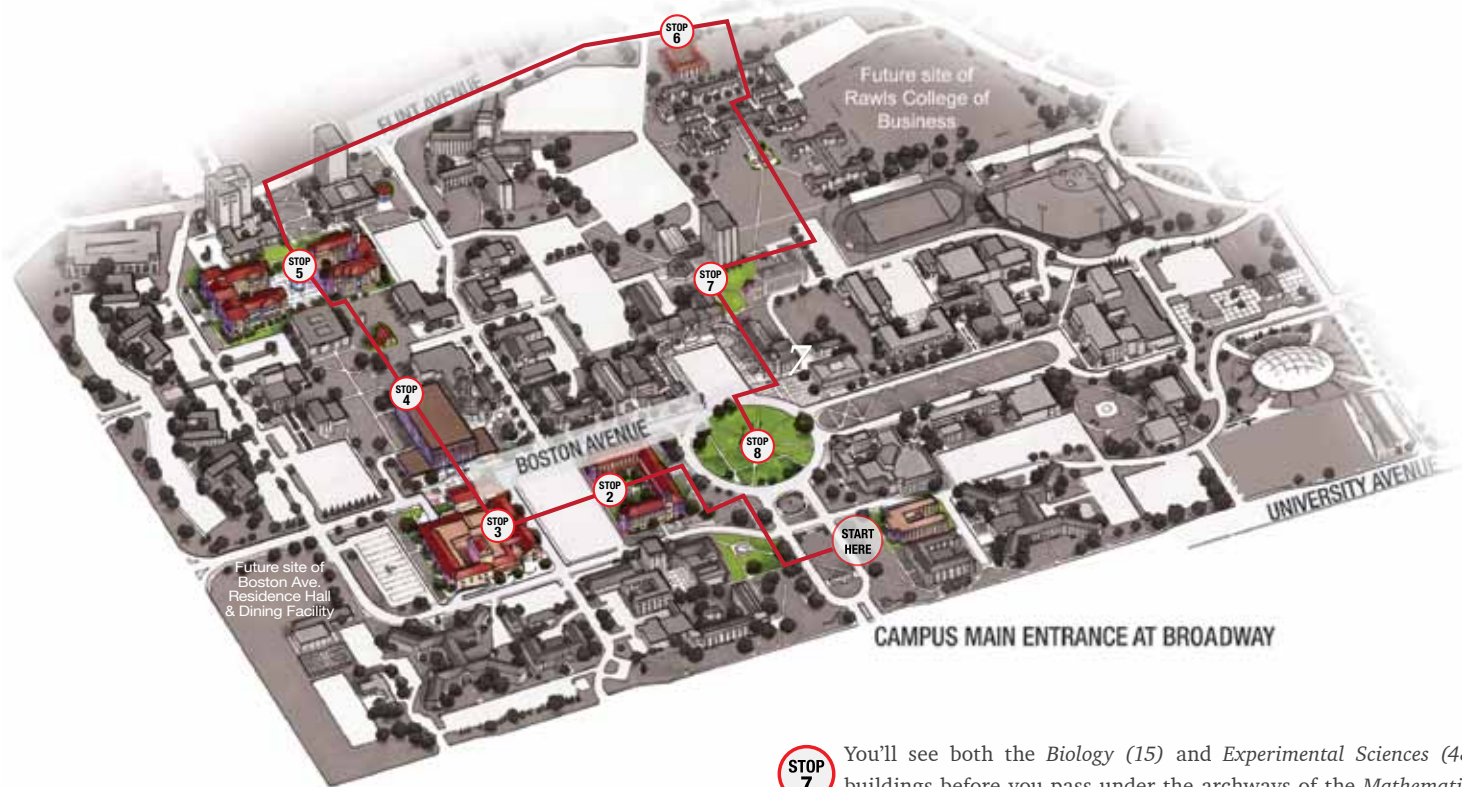 STOP
6
FLINT AVENUE
Future site of
Rawls College of
Business
STOP
5
STOP
7
7
STOP
4
BOSTON AVENUE
STOP
8
STOP
2
STOP
3
START
HERE
UNIVERSITY AVENUE
Future site of
Boston Ave.
Residence Hall
& Dining Facility
CAMPUS MAIN ENTRANCE AT BROADWAY
STOP
7
You’ll see both the Biology (15) and Experimental Sciences
buildings before you pass under the archways of the